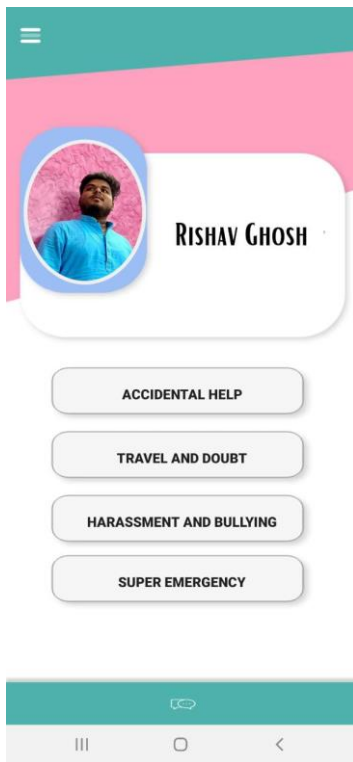 RISHAV GHOSH
ACCIDENTAL HELP
TRAVEL AND DOUBT
HARASSMENT AND BULLYING
SUPER EMERGENCY